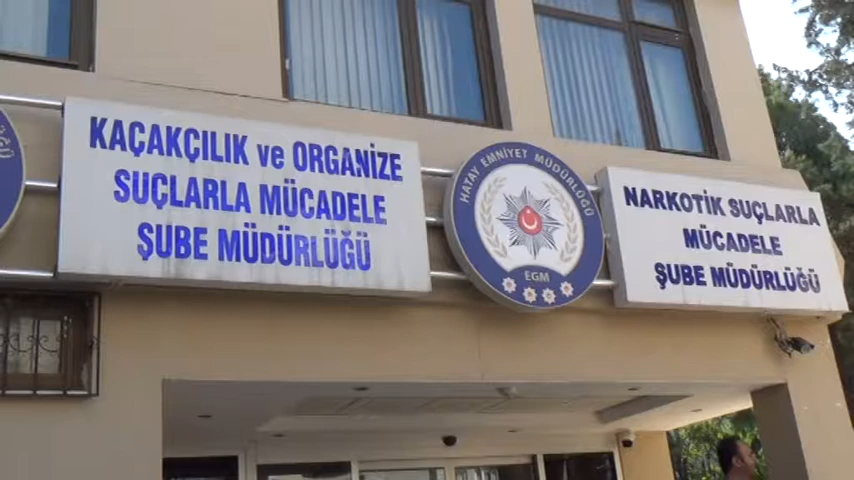 KAÇAKÇILIK ve ORGANİZE
SUÇLARLA MÜCADELE
ŞUBE MÜDÜRLÜĞÜ
HATAY EMNİYET MÜDÜRLÜĞÜ
EGM
NARKOTİK SUÇLARLA
MÜCADELE
ŞUBE MÜDÜRLÜĞÜ